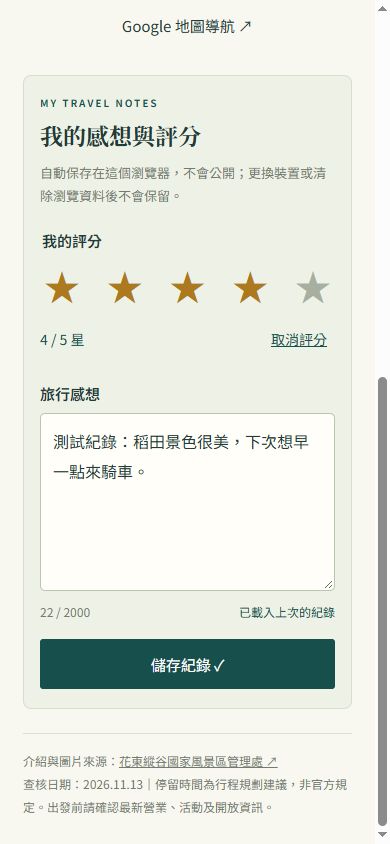 Google 地圖導航 ↗
MY TRAVEL NOTES
我的感想與評分
自動保存在這個瀏覽器，不會公開；更換裝置或清
除瀏覽資料後不會保留。
我的評分
★ ★ ★ ★ ★
4 / 5 星 取消評分
旅行感想
測試紀錄：稻田景色很美，下次想早
一點來騎車。
22 / 2000 已載入上次的紀錄
儲存紀錄 ✓
介紹與圖片來源：花東縱谷國家風景區管理處 ↗
查核日期：2026.11.13｜停留時間為行程規劃建議，非官方規
定。出發前請確認最新營業、活動及開放資訊。